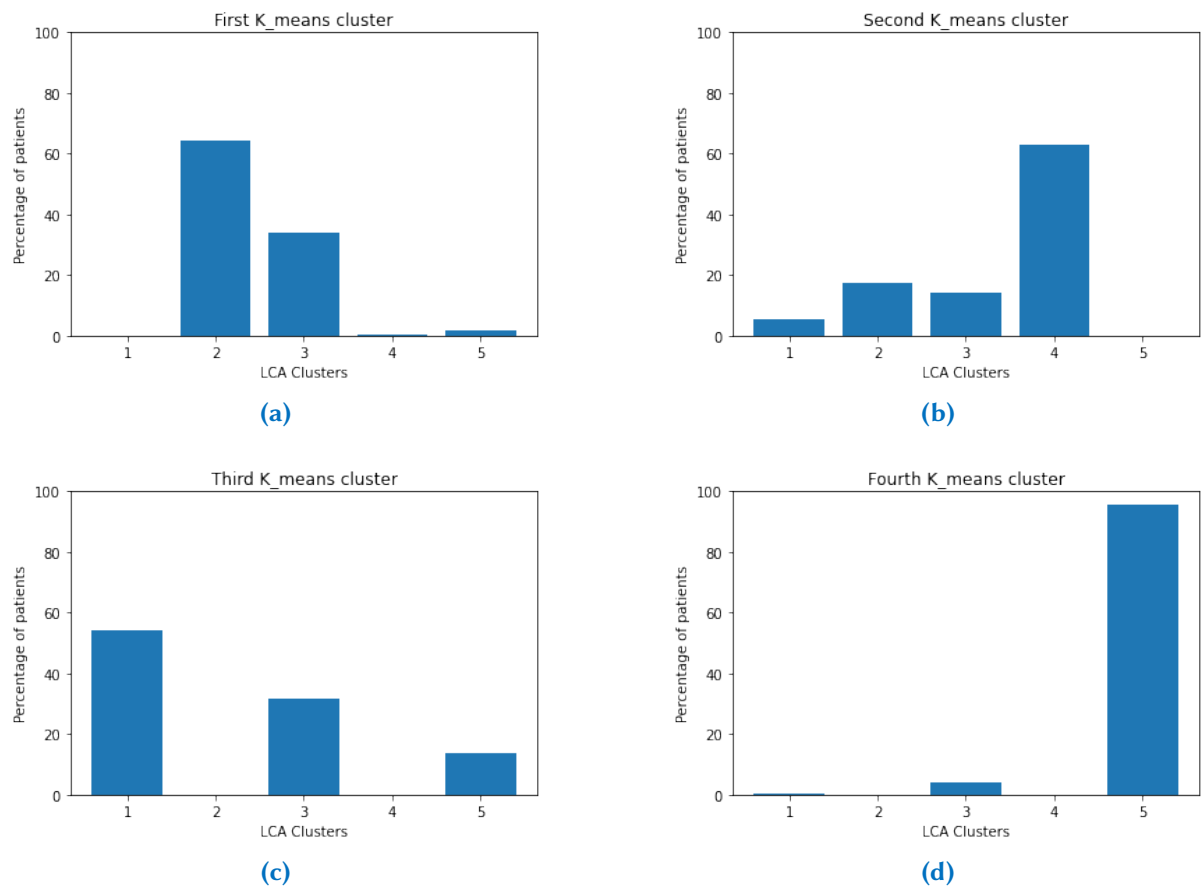 First K_means cluster
100
80
60
40
20
0
Percentage of patients
1 2 3 4 5
LCA Clusters
(a)
Second K_means cluster
100
80
60
40
20
0
Percentage of patients
1 2 3 4 5
LCA Clusters
(b)
Third K_means cluster
100
80
60
40
20
0
Percentage of patients
1 2 3 4 5
LCA Clusters
(c)
Fourth K_means cluster
100
80
60
40
20
0
Percentage of patients
1 2 3 4 5
LCA Clusters
(d)